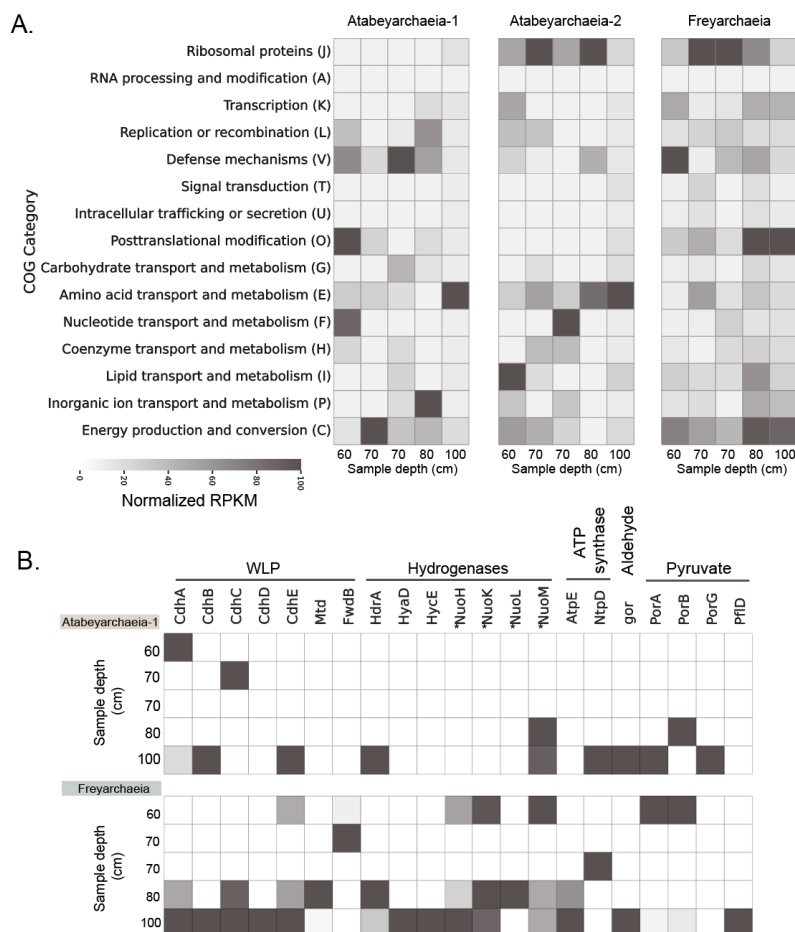 A.
Atabeyarchaeia-1 Atabeyarchaeia-2 Freyarchaeia
COG Category
Ribosomal proteins (J)
RNA processing and modification (A)
Transcription (K)
Replication or recombination (L)
Defense mechanisms (V)
Signal transduction (T)
Intracellular trafficking or secretion (U)
Posttranslational modification (O)
Carbohydrate transport and metabolism (G)
Amino acid transport and metabolism (E)
Nucleotide transport and metabolism (F)
Coenzyme transport and metabolism (H)
Lipid transport and metabolism (I)
Inorganic ion transport and metabolism (P)
Energy production and conversion (C)
60 70 70 80 100 60 70 70 80 100 60 70 70 80 100
Sample depth (cm) Sample depth (cm) Sample depth (cm)
0 20 40 60 80 100
Normalized RPKM
B.
WLP Hydrogenases ATP synthase Aldehyde Pyruvate
CdhA CdhB CdhC CdhD CdhE Mtd FwdB HdrA HyaD HycE *NuoH *NuoK *NuoL *NuoM AtpE NtpD gor PorA PorB PorG PflD
Atabeyarchaeia-1
Sample depth (cm)
60
70
70
80
100
Freyarchaeia
Sample depth (cm)
60
70
70
80
100